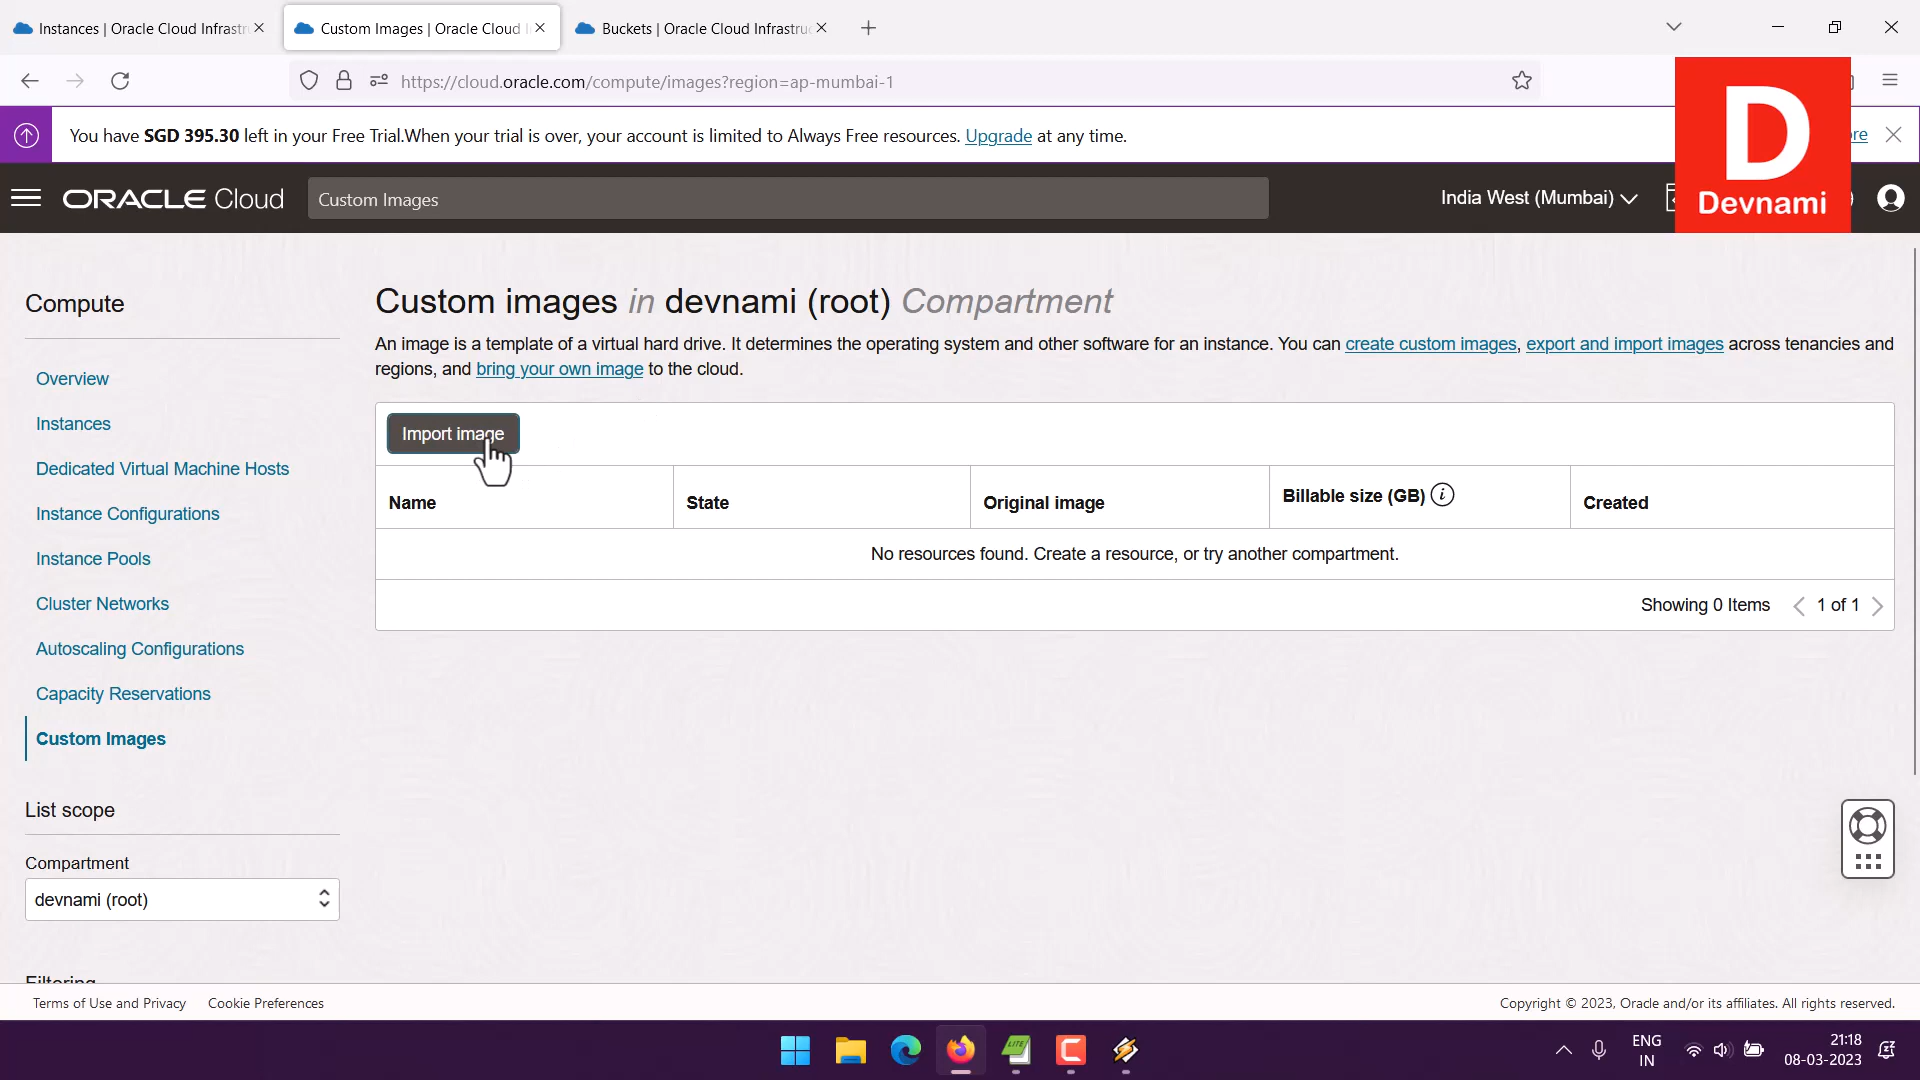 Instances | Oracle Cloud Infrastr
Custom Images | Oracle Cloud I
Buckets | Oracle Cloud Infrastru
https://cloud.oracle.com/compute/images?region=ap-mumbai-1
You have SGD 395.30 left in your Free Trial.When your trial is over, your account is limited to Always Free resources. Upgrade at any time.
D
Devnami
ORACLE Cloud
Custom Images
India West (Mumbai)
Compute
Overview
Instances
Dedicated Virtual Machine Hosts
Instance Configurations
Instance Pools
Cluster Networks
Autoscaling Configurations
Capacity Reservations
Custom Images
List scope
Compartment
devnami (root)
Filtering
Custom images in devnami (root) Compartment
An image is a template of a virtual hard drive. It determines the operating system and other software for an instance. You can create custom images, export and import images across tenancies and
regions, and bring your own image to the cloud.
Import image
Name State Original image Billable size (GB) Created
No resources found. Create a resource, or try another compartment.
Showing 0 Items 1 of 1
Terms of Use and Privacy Cookie Preferences
Copyright © 2023, Oracle and/or its affiliates. All rights reserved.
LITE
ENG
IN
21:18
08-03-2023